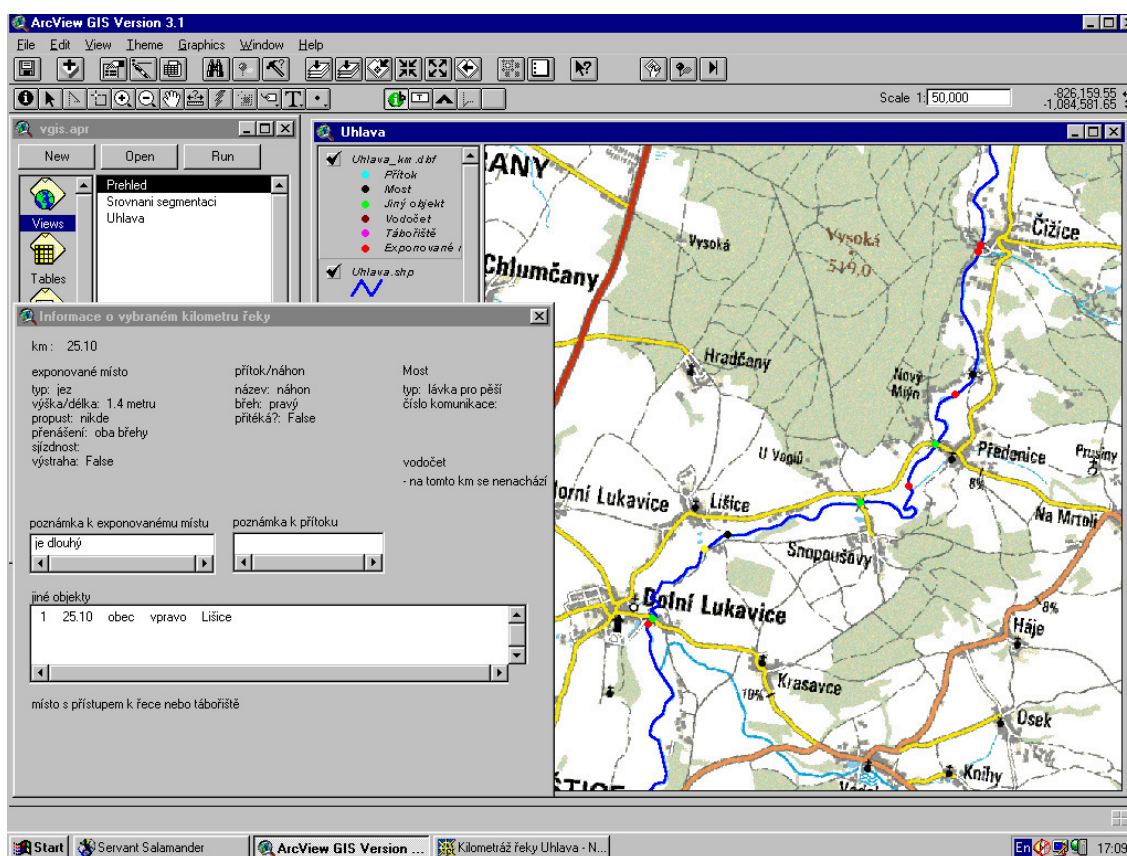 ArcView GIS Version 3.1
File Edit View Theme Graphics Window Help
Scale 1: 50,000
-826,159.55
-1,084,581.65
vgis.apr
New Open Run
Views
Tables
Prehled
Srovnani segmentaci
Uhlava
Uhlava
Uhlava_km.dbf
Přítok
Most
Jiný objekt
Vodočet
Tábořiště
Exponované
Uhlava.shp
Informace o vybraném kilometru řeky
km : 25.10
exponované místo
typ: jez
výška/délka: 1.4 metru
propust: nikde
přenášení: oba břehy
sjízdnost:
výstraha: False
přítok/náhon
název: náhon
břeh: pravý
přitéká?: False
Most
typ: lávka pro pěší
číslo komunikace:
vodočet
- na tomto km se nenachází
poznámka k exponovanému místu
je dlouhý
poznámka k přítoku
jiné objekty
1 25.10 obec vpravo Lišice
místo s přístupem k řece nebo tábořiště
ČANY
Vysoká
Vysoká
519,0
Čižice
Chlumčany
Hradčany
Nový
Mlýn
Předenice
Prusiny
8%
U Voglů
orní Lukavice
Lišice
Na Mrtoli
Snopoušovy
Dolní Lukavice
8%
Háje
Krasavce
10%
Osek
Knihy
ŠTICE
Start
Servant Salamander
ArcView GIS Version ...
Kilometráž řeky Uhlava - N...
En
17:09